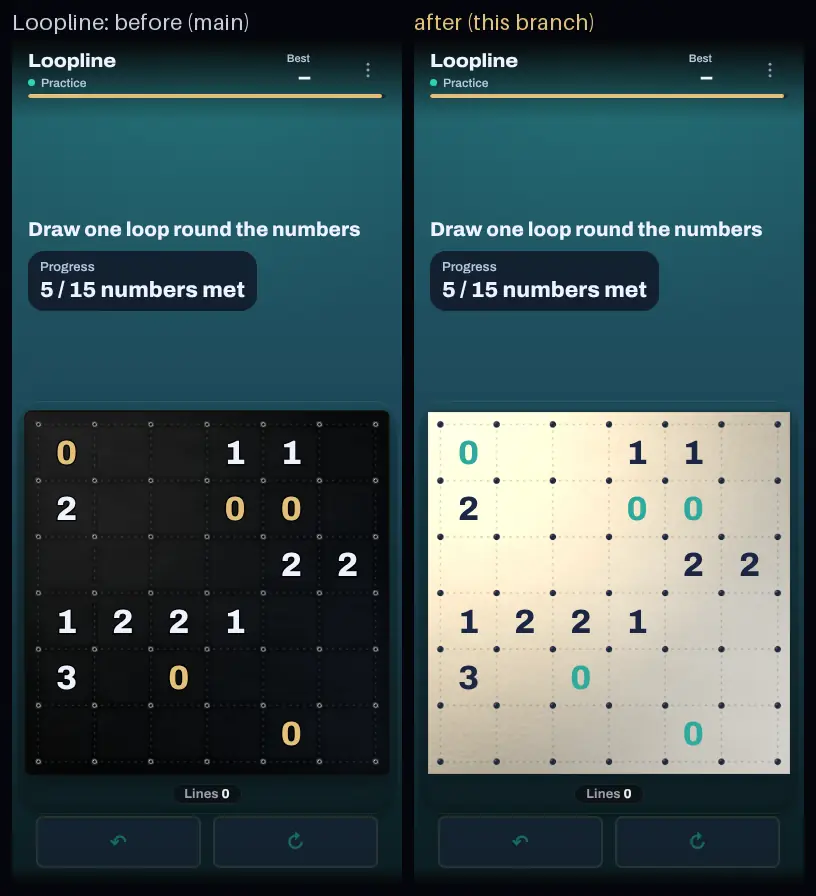 Loopline: before (main)
after (this branch)
Loopline
Best
Practice
–
Draw one loop round the numbers
Progress
5 / 15 numbers met
0 1 1
2 0 0
2 2
1 2 2 1
3 0
0
Lines 0
Loopline
Best
Practice
–
Draw one loop round the numbers
Progress
5 / 15 numbers met
0 1 1
2 0 0
2 2
1 2 2 1
3 0
0
Lines 0